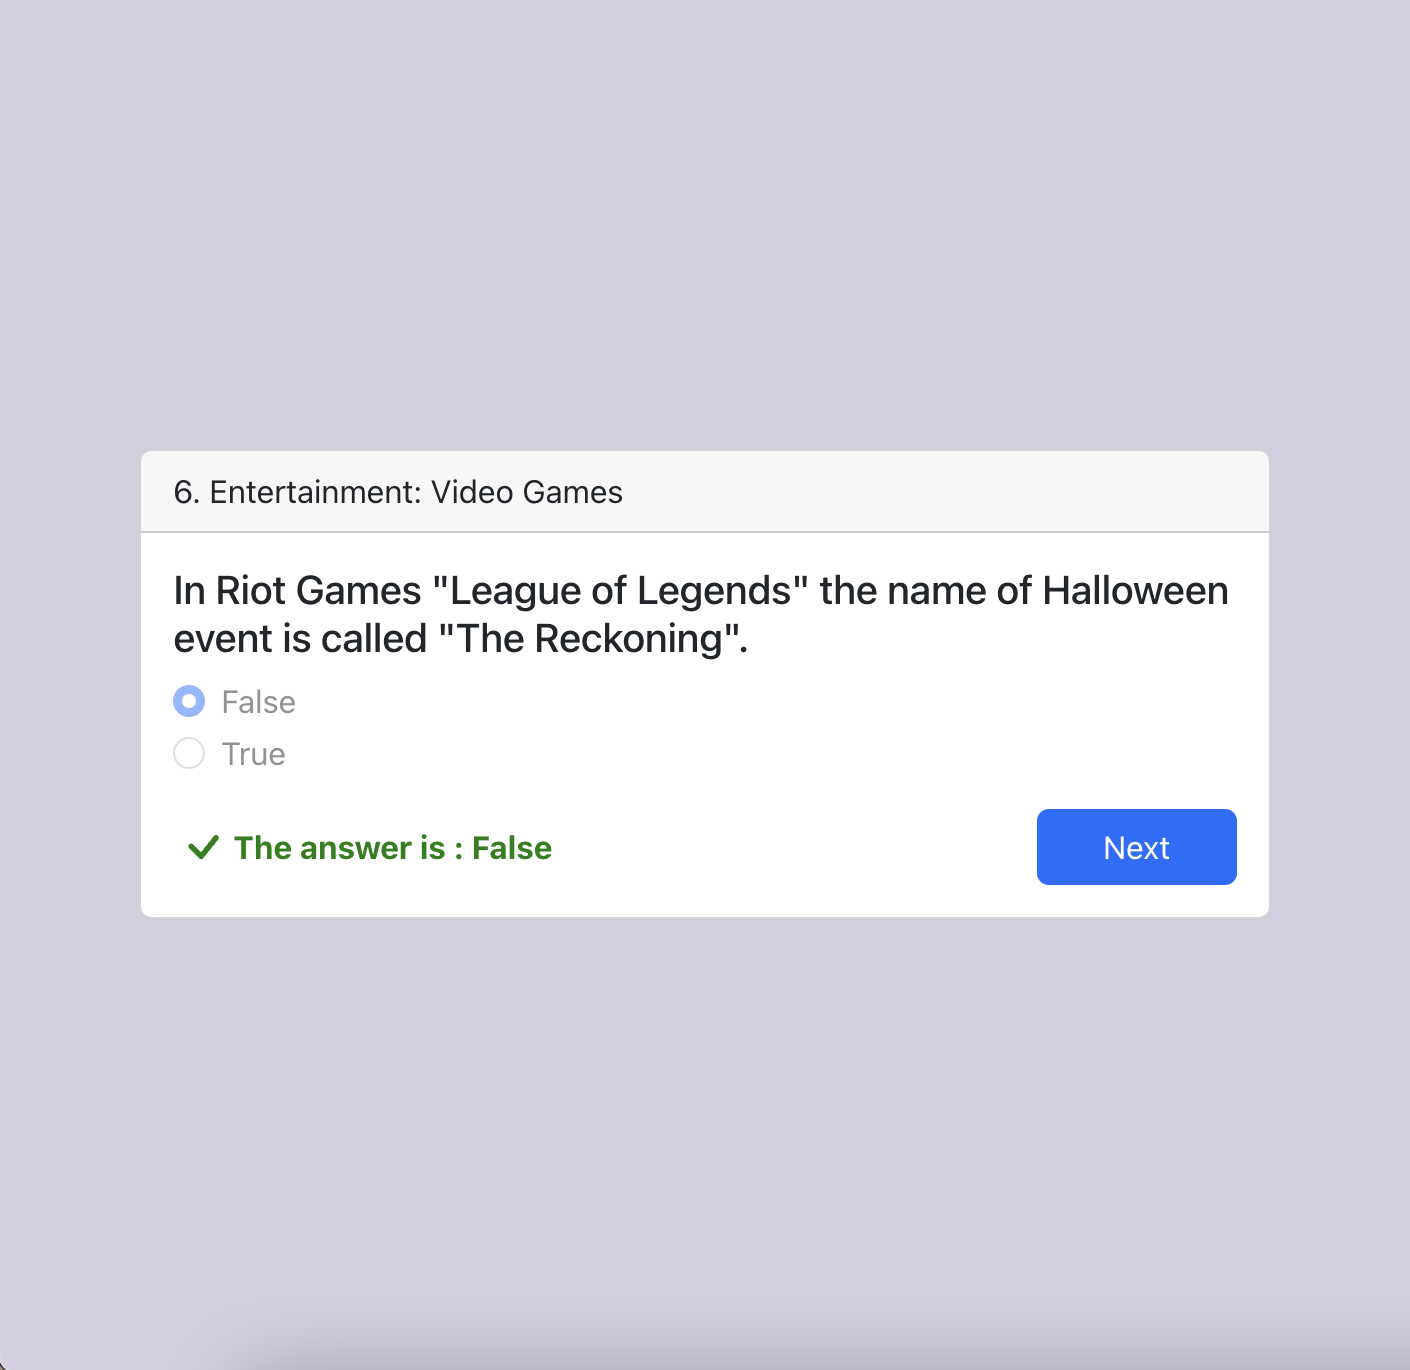 6. Entertainment: Video Games
In Riot Games "League of Legends" the name of Halloween
event is called "The Reckoning".
False
True
The answer is : False
Next